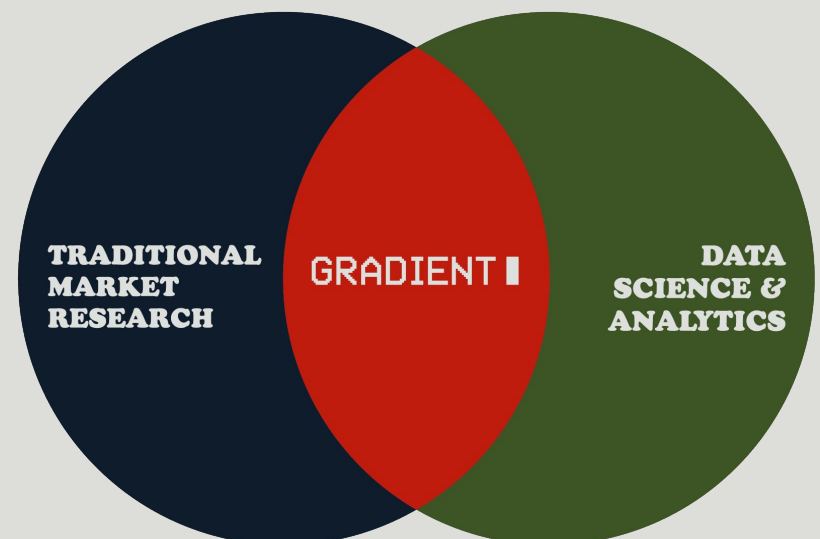 TRADITIONAL
MARKET
RESEARCH
GRADIENT
DATA
SCIENCE &
ANALYTICS